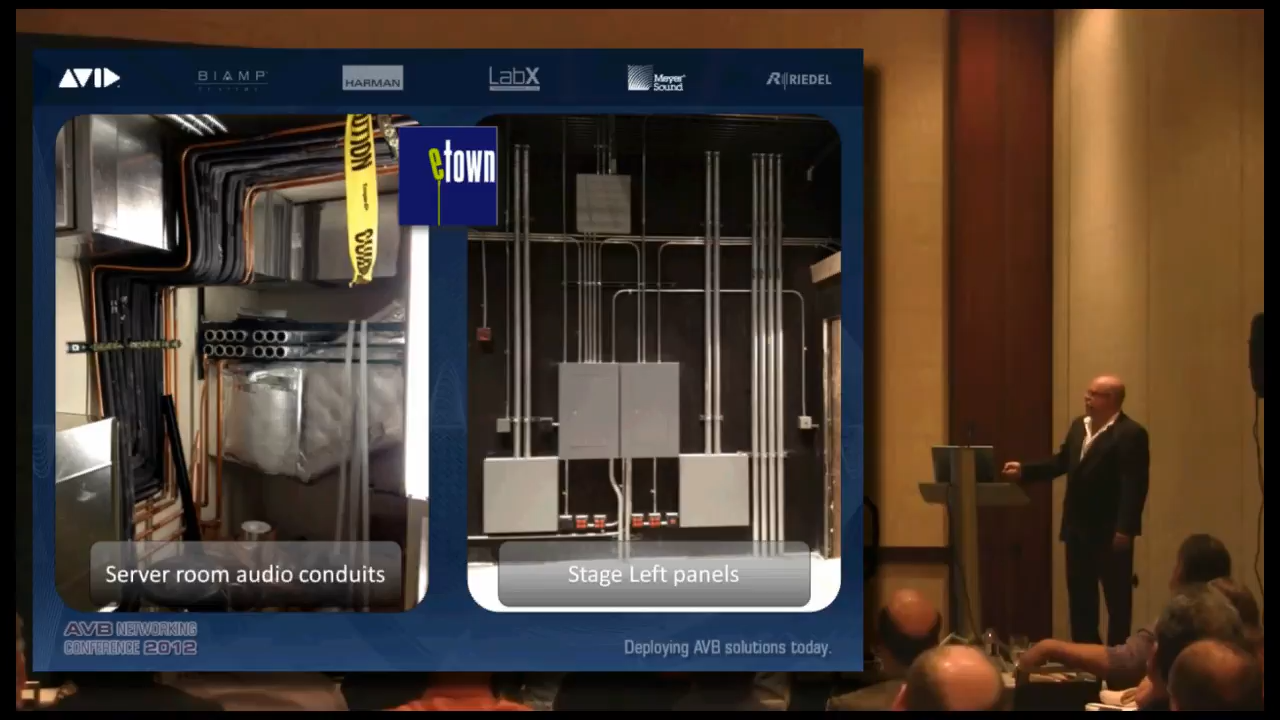 AVID
BIAMP
SYSTEMS
HARMAN
LabX
Meyer
Sound
RIEDEL
etown
Server room audio conduits
Stage Left panels
AVB NETWORKING
CONFERENCE 2012
Deploying AVB solutions today.